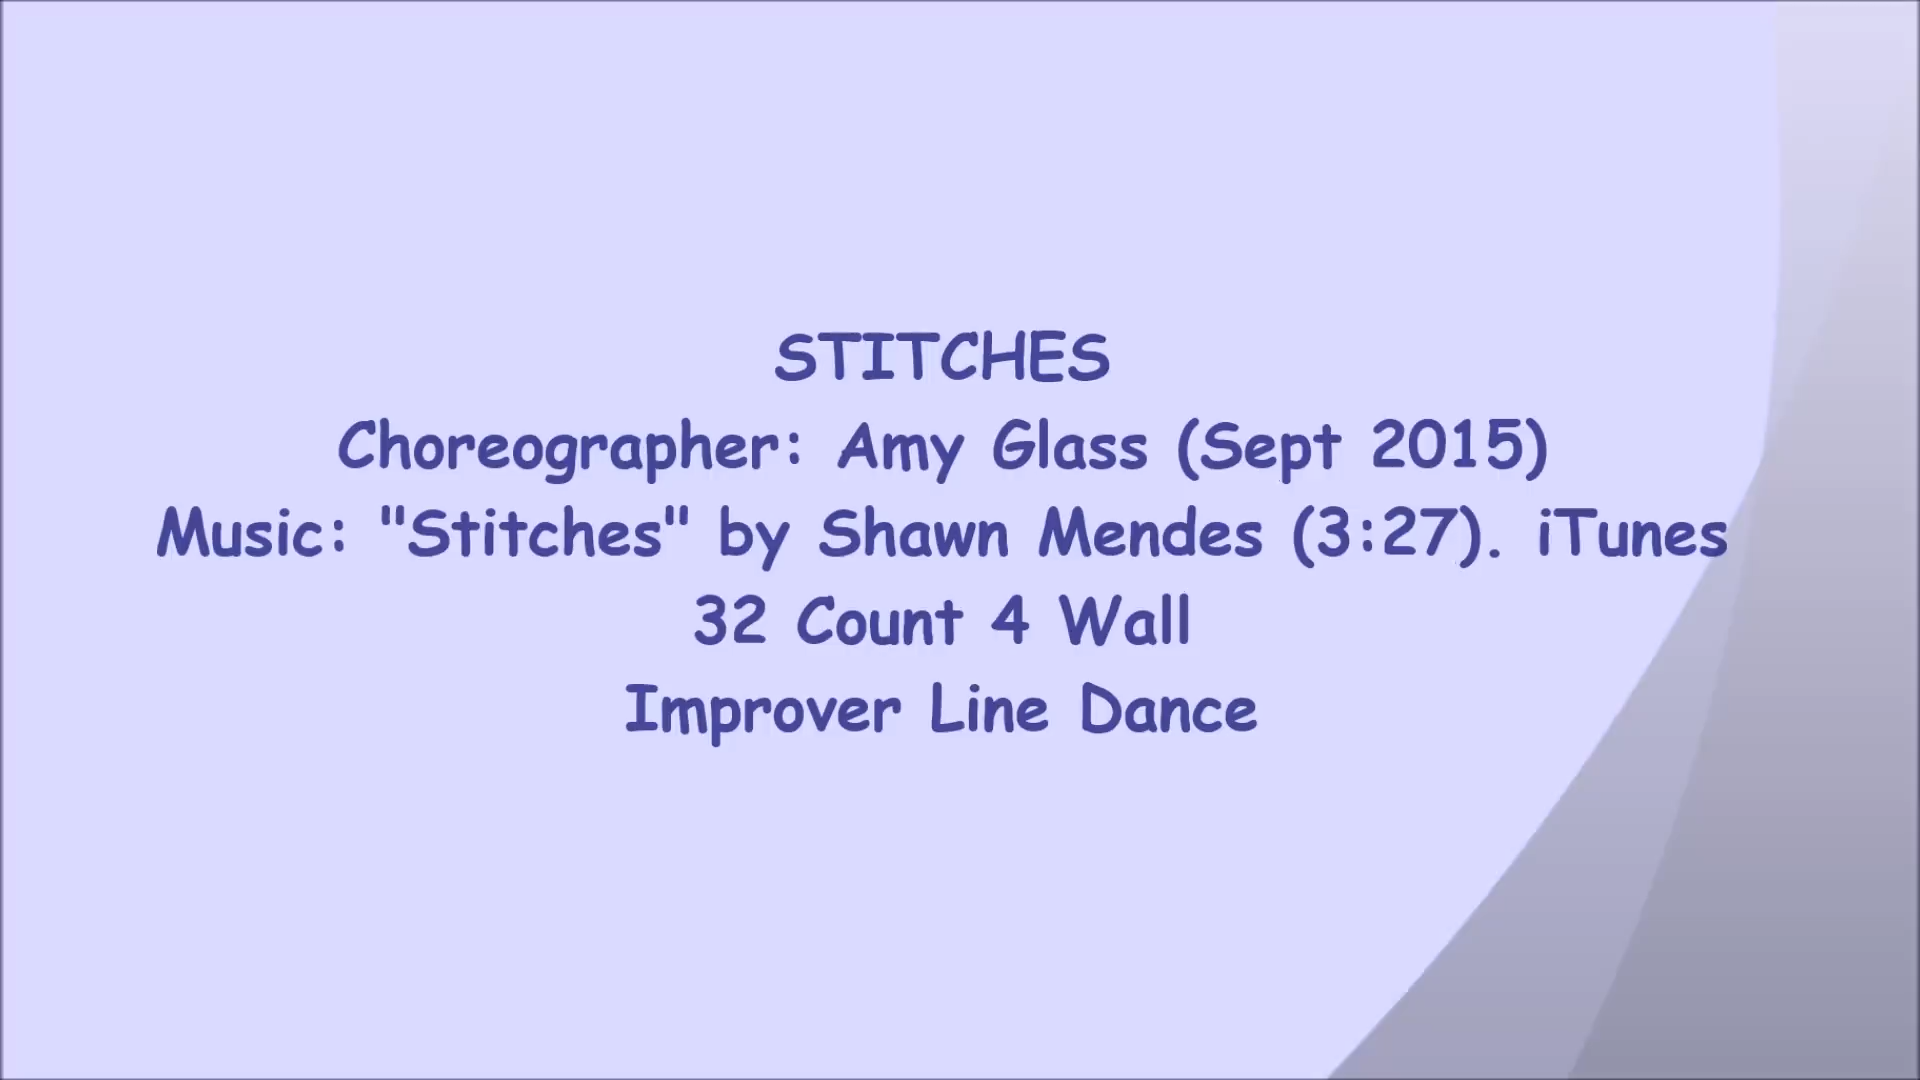 STITCHES
Choreographer: Amy Glass (Sept 2015)
Music: "Stitches" by Shawn Mendes (3:27). iTunes
32 Count 4 Wall
Improver Line Dance